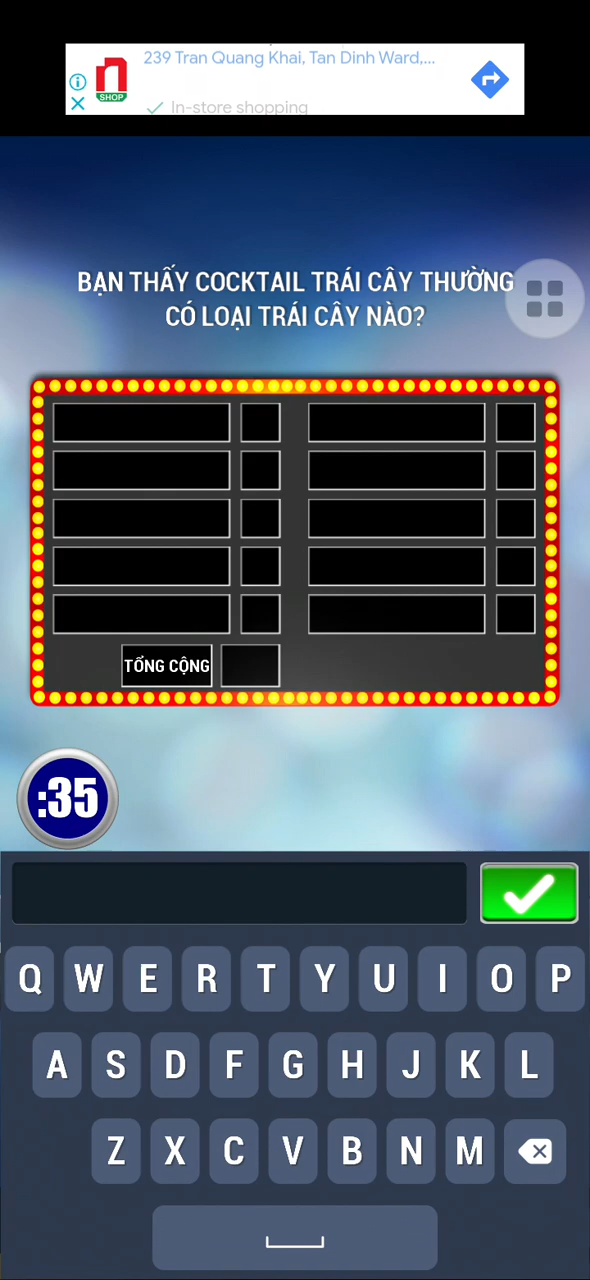 239 Tran Quang Khai, Tan Dinh Ward,...
SHOP
In-store shopping
BẠN THẤY COCKTAIL TRÁI CÂY THƯỜNG
CÓ LOẠI TRÁI CÂY NÀO?
TỔNG CỘNG
:35
Q W E R T Y U I O P
A S D F G H J K L
Z X C V B N M